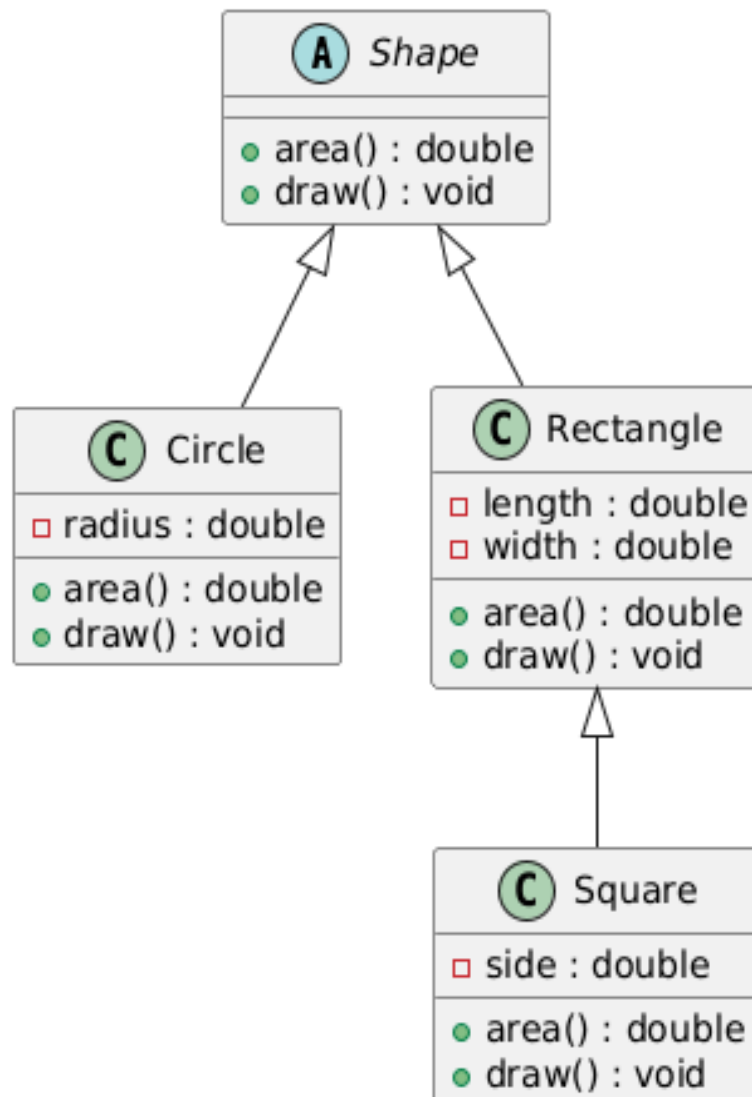 A Shape
area() : double
draw() : void
C Circle
radius : double
area() : double
draw() : void
C Rectangle
length : double
width : double
area() : double
draw() : void
C Square
side : double
area() : double
draw() : void